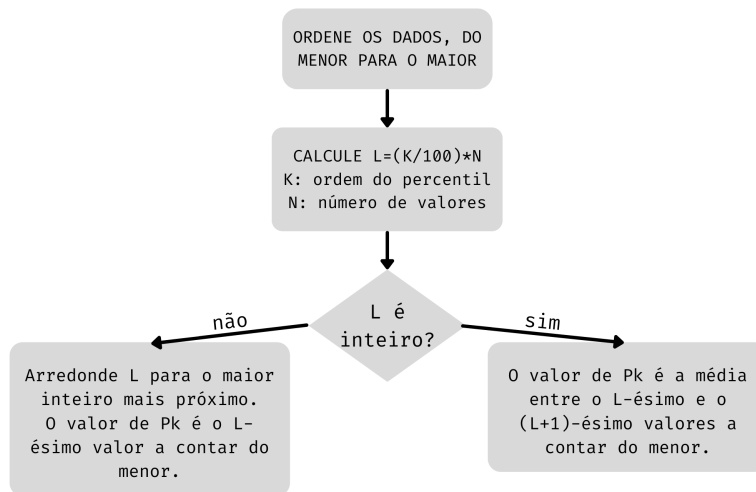 ORDENE OS DADOS, DO
MENOR PARA O MAIOR
CALCULE L=(K/100)*N
K: ordem do percentil
N: número de valores
L é
inteiro?
não
sim
Arredonde L para o maior
inteiro mais próximo.
O valor de Pk é o L-
ésimo valor a contar do
menor.
O valor de Pk é a média
entre o L-ésimo e o
(L+1)-ésimo valores a
contar do menor.